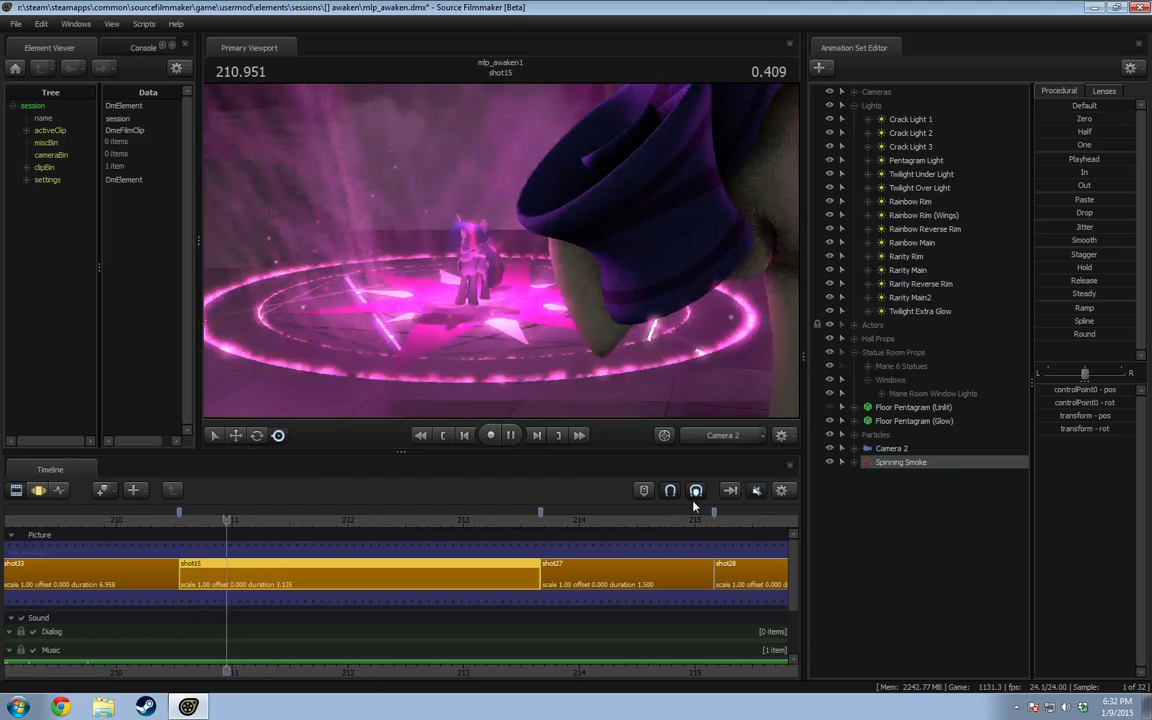 r:\steam\steamapps\common\sourcefilmmaker\game\usermod\elements\sessions\[] awaken\mlp_awaken.dmx* - Source Filmmaker [Beta]
File Edit Windows View Scripts Help
Element Viewer Console
Tree Data
session DmElement
name session
activeClip DmeFilmClip
miscBin 0 items
cameraBin 0 items
clipBin 1 item
settings DmElement
Primary Viewport
210.951 mlp_awaken1 0.409
shot15
Camera 2
Animation Set Editor
Cameras
Lights
Crack Light 1
Crack Light 2
Crack Light 3
Pentagram Light
Twilight Under Light
Twilight Over Light
Rainbow Rim
Rainbow Rim (Wings)
Rainbow Reverse Rim
Rainbow Main
Rarity Rim
Rarity Main
Rarity Reverse Rim
Rarity Main2
Twilight Extra Glow
Actors
Hall Props
Statue Room Props
Mane 6 Statues
Windows
Mane Room Window Lights
Floor Pentagram (Unlit)
Floor Pentagram (Glow)
Particles
Camera 2
Spinning Smoke
Procedural Lenses
Default
Zero
Half
One
Playhead
In
Out
Paste
Drop
Jitter
Smooth
Stagger
Hold
Release
Steady
Ramp
Spline
Round
L R
controlPoint0 - pos
controlPoint0 - rot
transform - pos
transform - rot
Timeline
210 211 212 213 214 215
Picture
mlp_awaken
shot33 shot15 shot27 shot28
scale 1.00 offset 0.000 duration 6.958 scale 1.00 offset 0.000 duration 3.125 scale 1.00 offset 0.000 duration 1.500 scale 1.00 offset 0.000 d
Sound
Dialog [0 items]
Music [1 item]
210 211 212 213 214 215
[Mem: 2242.77 MB | Game: 1131.3 | fps: 24.1/24.00 | Sample: 1 of 32]
6:32 PM
1/9/2015